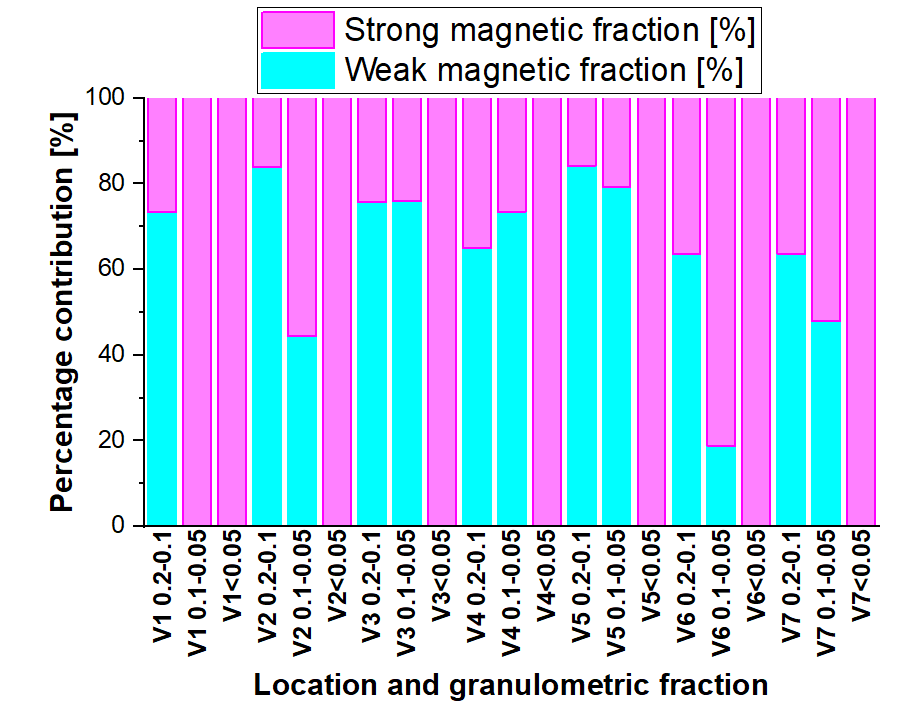 Strong magnetic fraction [%]
Weak magnetic fraction [%]
Percentage contribution [%]
100
80
60
40
20
0
V1 0.2-0.1
V1 0.1-0.05
V1<0.05
V2 0.2-0.1
V2 0.1-0.05
V2<0.05
V3 0.2-0.1
V3 0.1-0.05
V3<0.05
V4 0.2-0.1
V4 0.1-0.05
V4<0.05
V5 0.2-0.1
V5 0.1-0.05
V5<0.05
V6 0.2-0.1
V6 0.1-0.05
V6<0.05
V7 0.2-0.1
V7 0.1-0.05
V7<0.05
Location and granulometric fraction